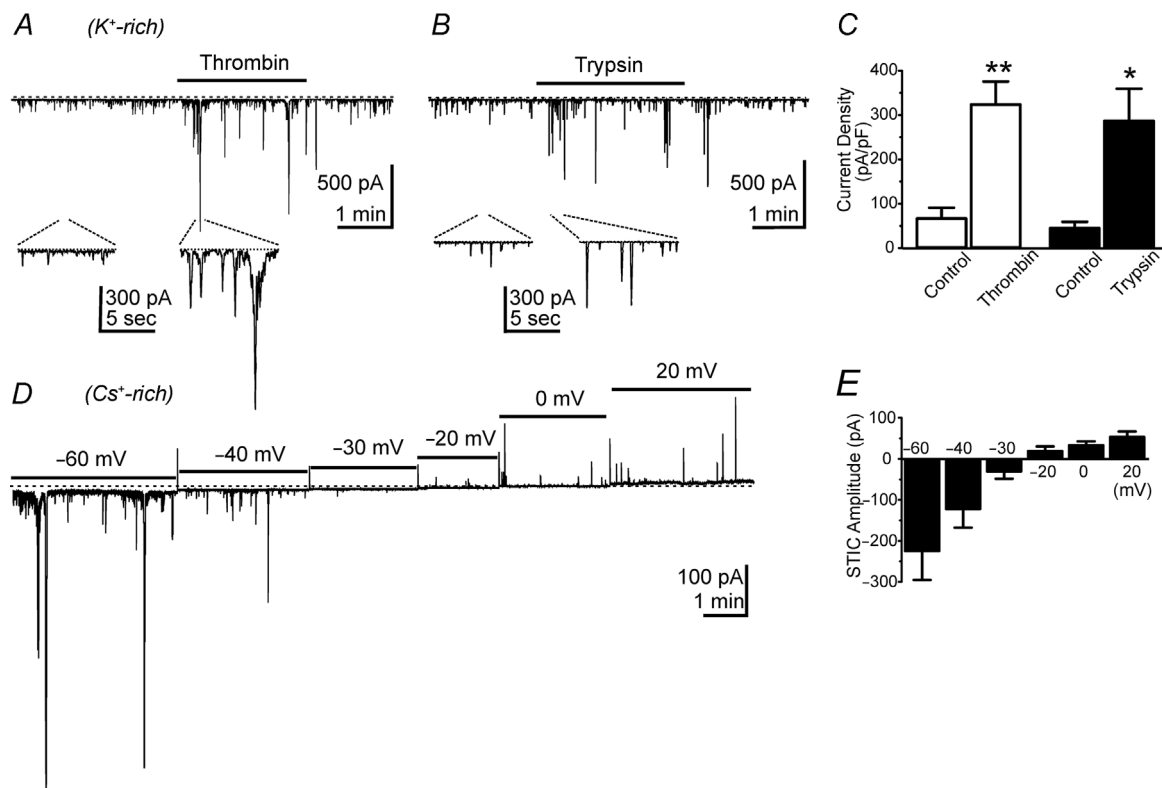 A (K⁺-rich)
Thrombin
500 pA
1 min
300 pA
5 sec
B
Trypsin
500 pA
1 min
300 pA
5 sec
C
Current Density
(pA/pF)
400
300
200
100
0
**
*
Control
Thrombin
Control
Trypsin
D (Cs⁺-rich)
−60 mV
−40 mV
−30 mV
−20 mV
0 mV
20 mV
100 pA
1 min
E
STIC Amplitude (pA)
100
0
−100
−200
−300
−60
−40
−30
−20
0
20
(mV)